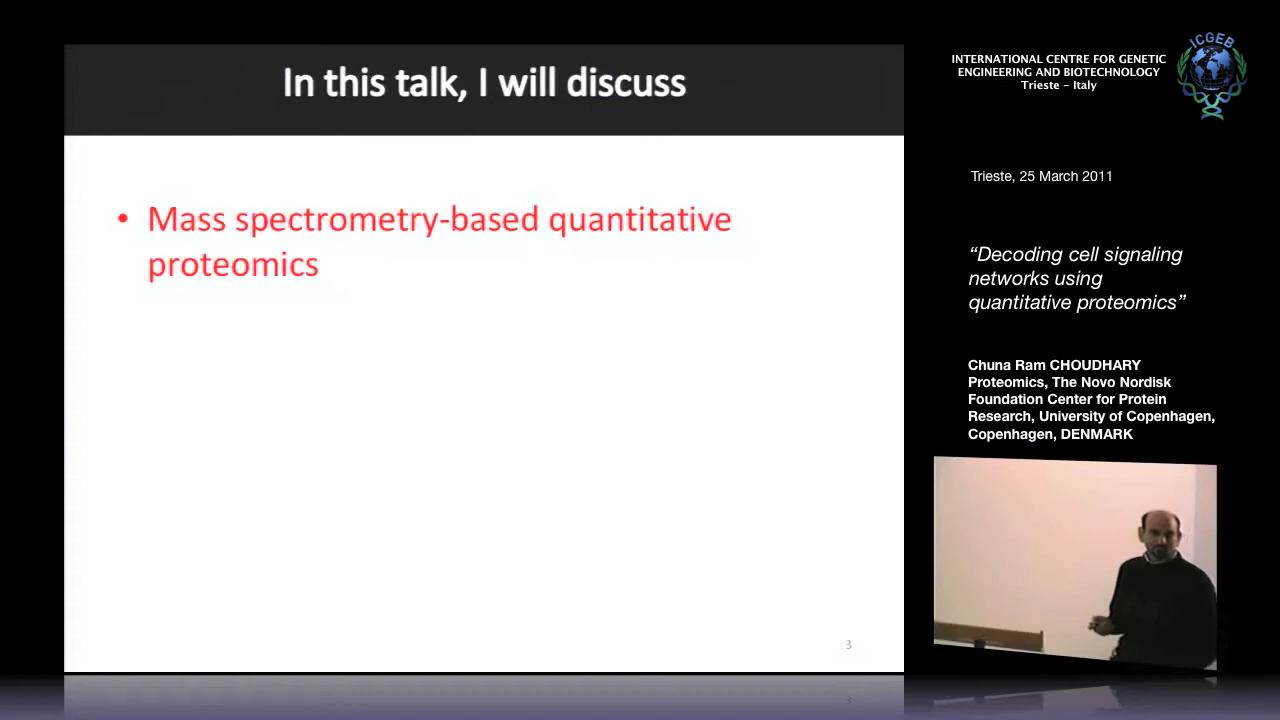 In this talk, I will discuss
• Mass spectrometry-based quantitative
proteomics
3
INTERNATIONAL CENTRE FOR GENETIC
ENGINEERING AND BIOTECHNOLOGY
Trieste – Italy
ICGEB
Trieste, 25 March 2011
“Decoding cell signaling
networks using
quantitative proteomics”
Chuna Ram CHOUDHARY
Proteomics, The Novo Nordisk
Foundation Center for Protein
Research, University of Copenhagen,
Copenhagen, DENMARK